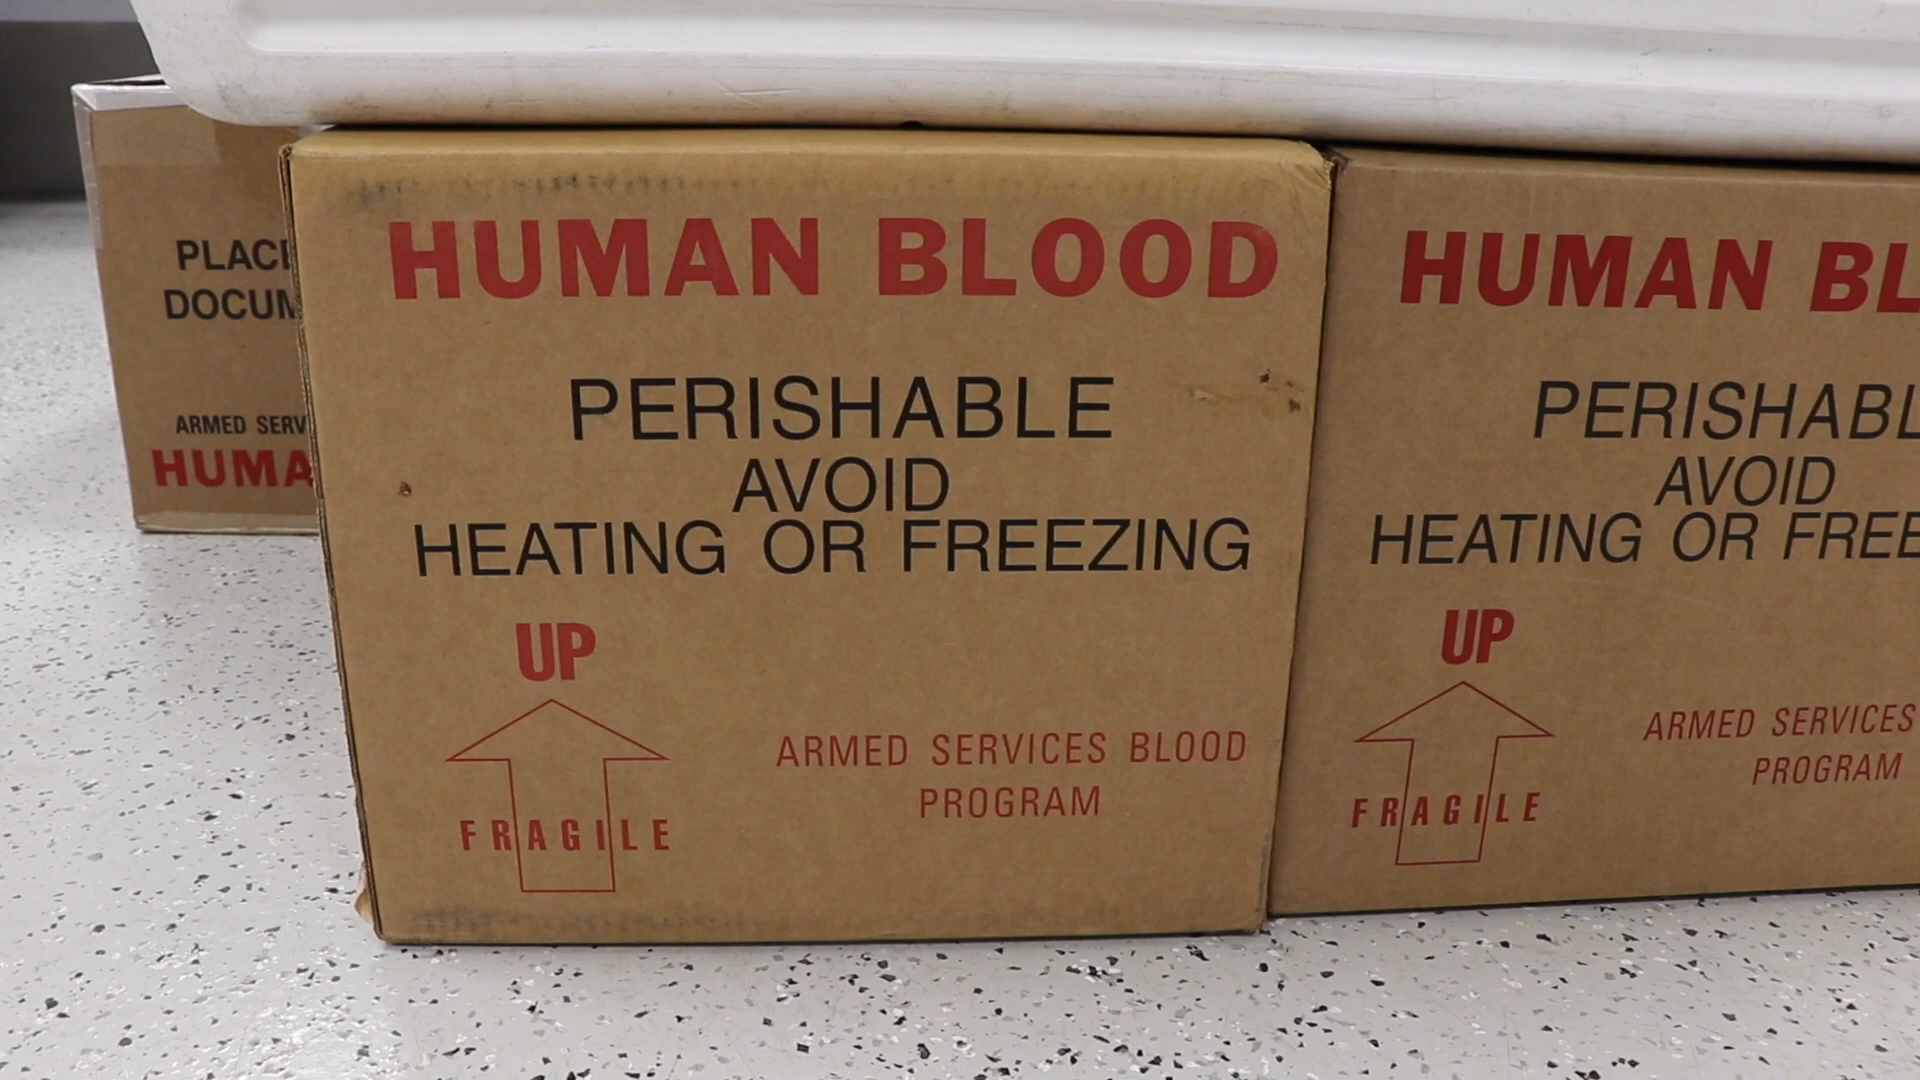 PLAC
DOCUM
ARMED SERV
HUMA
HUMAN BLOOD
PERISHABLE
AVOID
HEATING OR FREEZING
UP
FRAGILE
ARMED SERVICES BLOOD
PROGRAM
HUMAN BL
PERISHABL
AVOID
HEATING OR FREE
UP
FRAGILE
ARMED SERVICES
PROGRAM